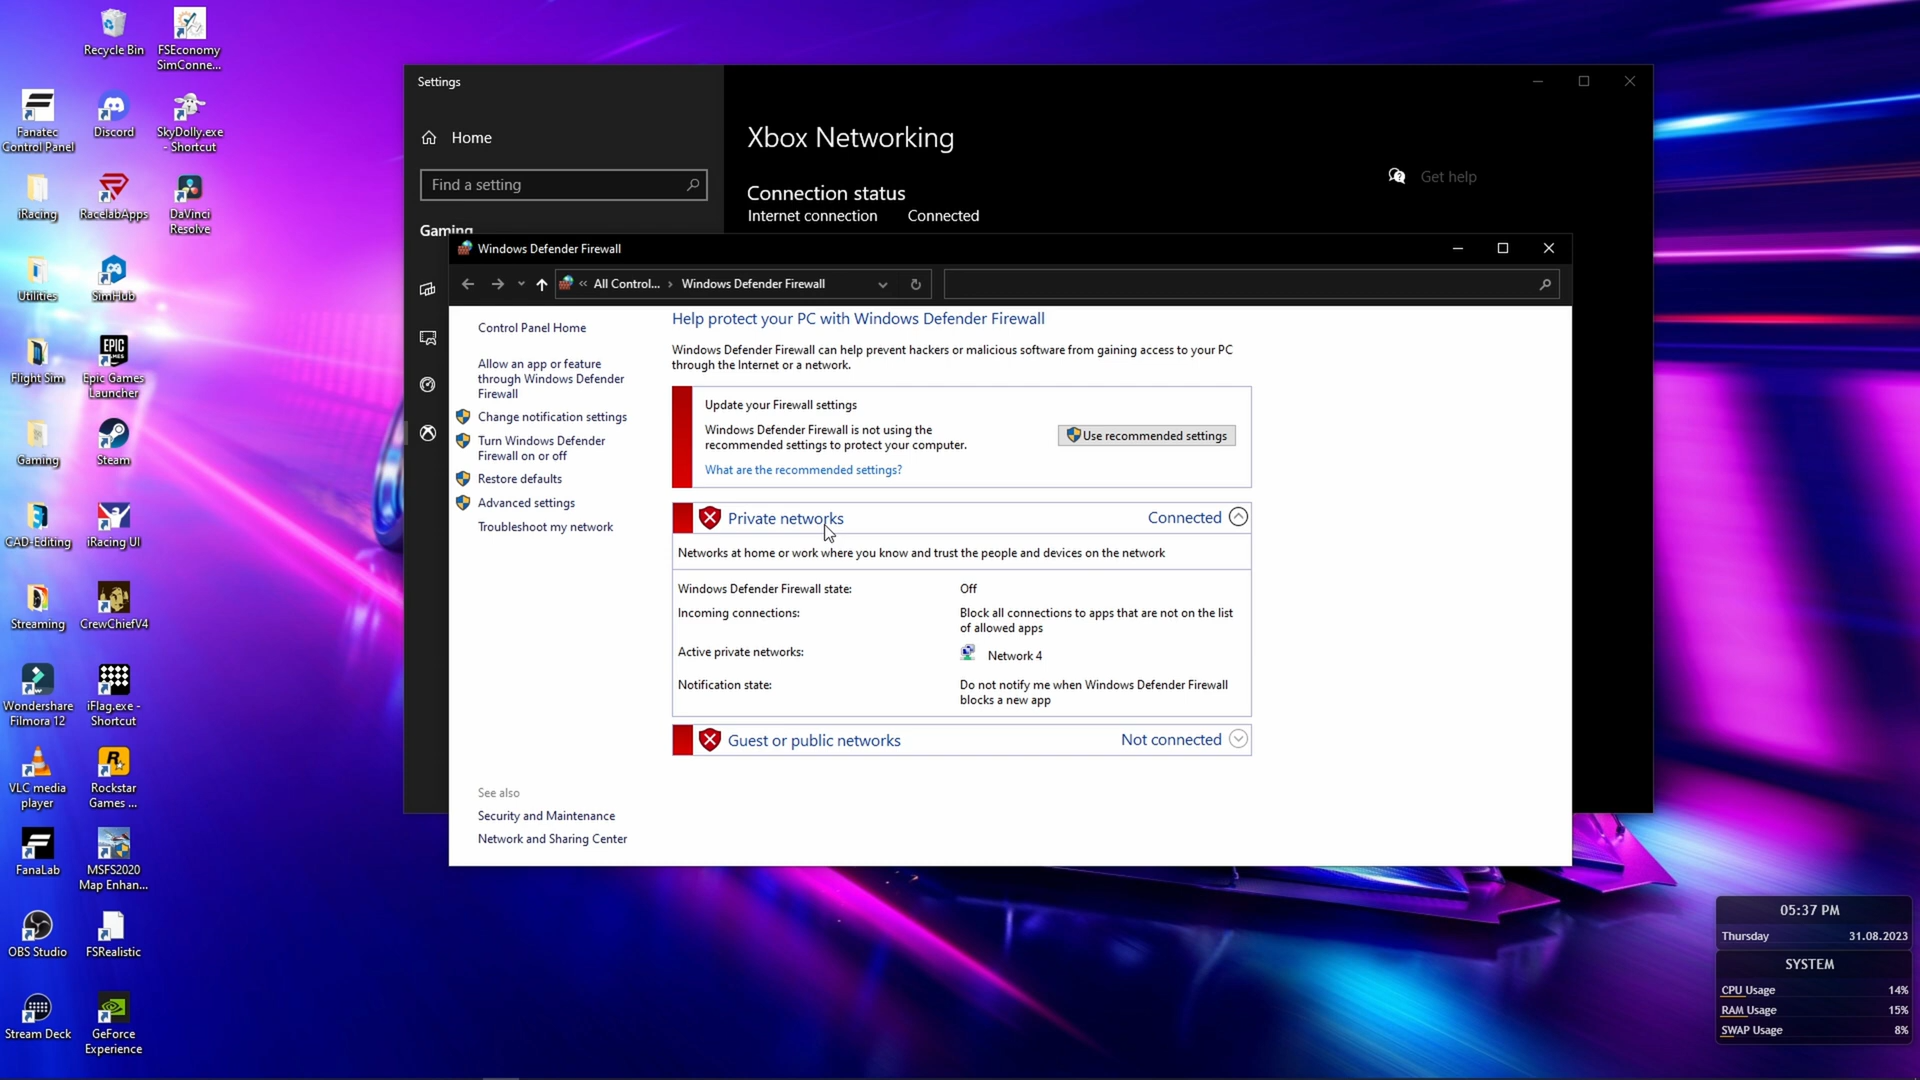 Recycle Bin
FSEconomy
SimConne...
Fanatec
Control Panel
Discord
SkyDolly.exe
- Shortcut
iRacing
RacelabApps
DaVinci
Resolve
Utilities
SimHub
Flight Sim
EPIC
GAMES
Epic Games
Launcher
Gaming
Steam
CAD-Editing
iRacing UI
Streaming
CrewChiefV4
Wondershare
Filmora 12
iFlag.exe -
Shortcut
VLC media
player
Rockstar
Games ...
FanaLab
MSFS2020
Map Enhan...
OBS Studio
FSRealistic
Stream Deck
GeForce
Experience
Settings
Home
Find a setting
Gaming
Xbox Networking
Get help
Connection status
Internet connection Connected
Windows Defender Firewall
« All Control... › Windows Defender Firewall
Control Panel Home
Allow an app or feature
through Windows Defender
Firewall
Change notification settings
Turn Windows Defender
Firewall on or off
Restore defaults
Advanced settings
Troubleshoot my network
See also
Security and Maintenance
Network and Sharing Center
Help protect your PC with Windows Defender Firewall
Windows Defender Firewall can help prevent hackers or malicious software from gaining access to your PC
through the Internet or a network.
Update your Firewall settings
Windows Defender Firewall is not using the
recommended settings to protect your computer.
Use recommended settings
What are the recommended settings?
Private networks Connected
Networks at home or work where you know and trust the people and devices on the network
Windows Defender Firewall state: Off
Incoming connections: Block all connections to apps that are not on the list
of allowed apps
Active private networks: Network 4
Notification state: Do not notify me when Windows Defender Firewall
blocks a new app
Guest or public networks Not connected
05:37 PM
Thursday 31.08.2023
SYSTEM
CPU Usage 14%
RAM Usage 15%
SWAP Usage 8%